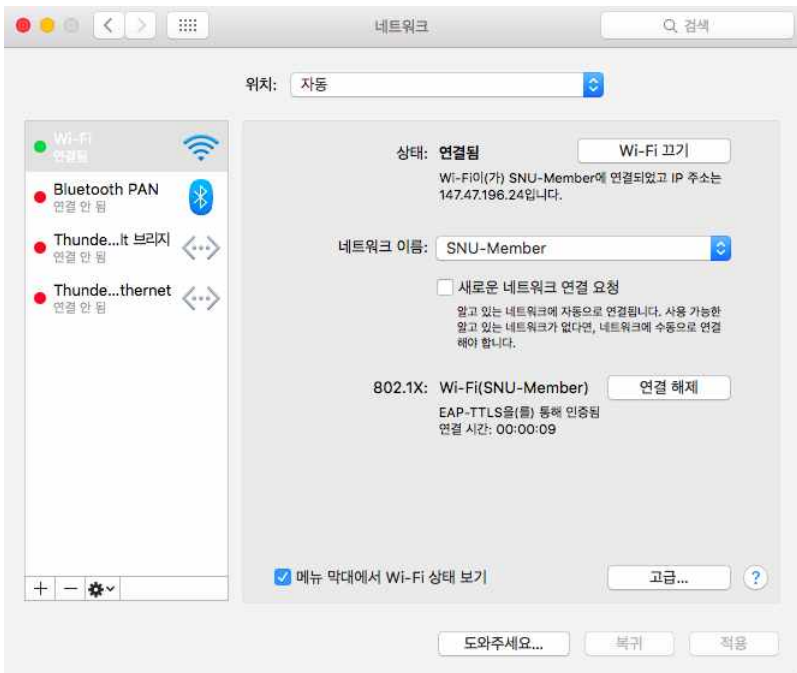 네트워크
검색
위치: 자동
Wi-Fi
연결됨
Bluetooth PAN
연결 안 됨
Thunde...lt 브리지
연결 안 됨
Thunde...thernet
연결 안 됨
상태: 연결됨
Wi-Fi 끄기
Wi-Fi이(가) SNU-Member에 연결되었고 IP 주소는
147.47.196.24입니다.
네트워크 이름: SNU-Member
새로운 네트워크 연결 요청
알고 있는 네트워크에 자동으로 연결됩니다. 사용 가능한
알고 있는 네트워크가 없다면, 네트워크에 수동으로 연결
해야 합니다.
802.1X: Wi-Fi(SNU-Member)
연결 해제
EAP-TTLS을(를) 통해 인증됨
연결 시간: 00:00:09
메뉴 막대에서 Wi-Fi 상태 보기
고급...
?
도와주세요...
복귀
적용